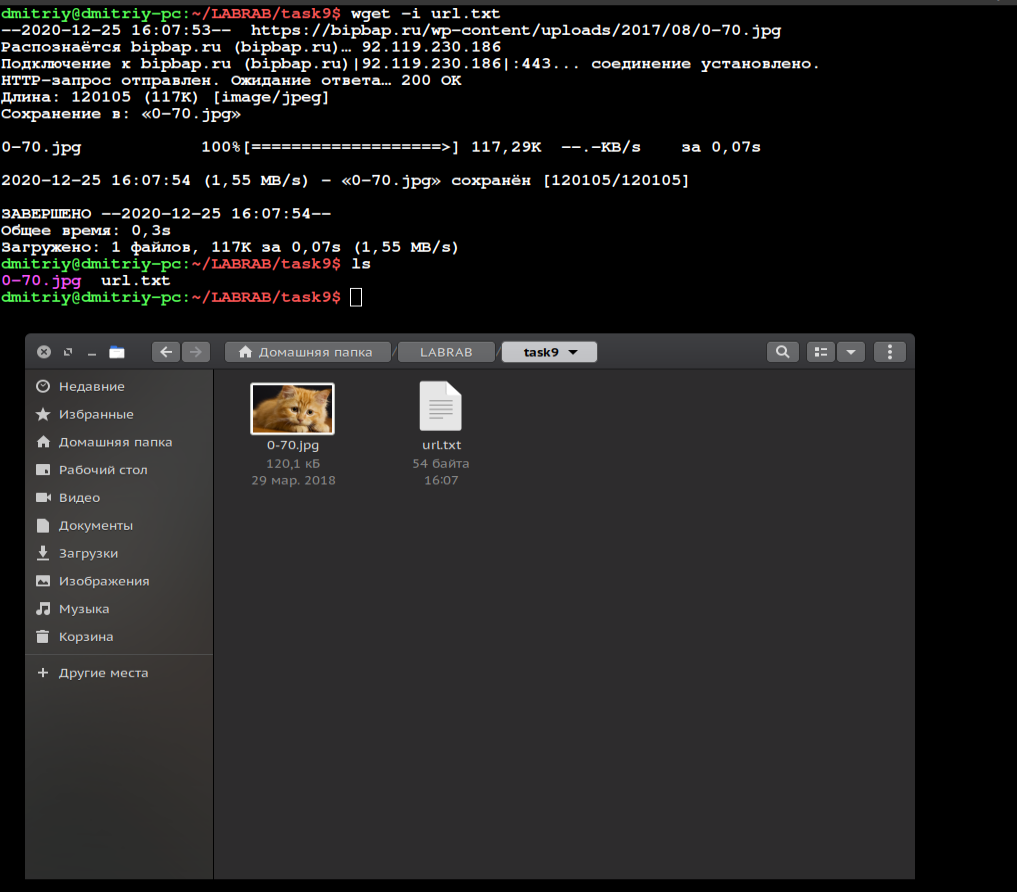 dmitriy@dmitriy-pc:~/LABRAB/task9$ wget -i url.txt
--2020-12-25 16:07:53--  https://bipbap.ru/wp-content/uploads/2017/08/0-70.jpg
Распознаётся bipbap.ru (bipbap.ru)… 92.119.230.186
Подключение к bipbap.ru (bipbap.ru)|92.119.230.186|:443... соединение установлено.
HTTP-запрос отправлен. Ожидание ответа… 200 OK
Длина: 120105 (117K) [image/jpeg]
Сохранение в: «0-70.jpg»
0-70.jpg            100%[===================>] 117,29K  --.-KB/s    за 0,07s
2020-12-25 16:07:54 (1,55 MB/s) - «0-70.jpg» сохранён [120105/120105]
ЗАВЕРШЕНО --2020-12-25 16:07:54--
Общее время: 0,3s
Загружено: 1 файлов, 117K за 0,07s (1,55 MB/s)
dmitriy@dmitriy-pc:~/LABRAB/task9$ ls
0-70.jpg  url.txt
dmitriy@dmitriy-pc:~/LABRAB/task9$
Домашняя папка / LABRAB / task9
Недавние
Избранные
Домашняя папка
Рабочий стол
Видео
Документы
Загрузки
Изображения
Музыка
Корзина
Другие места
0-70.jpg
120,1 кБ
29 мар. 2018
url.txt
54 байта
16:07